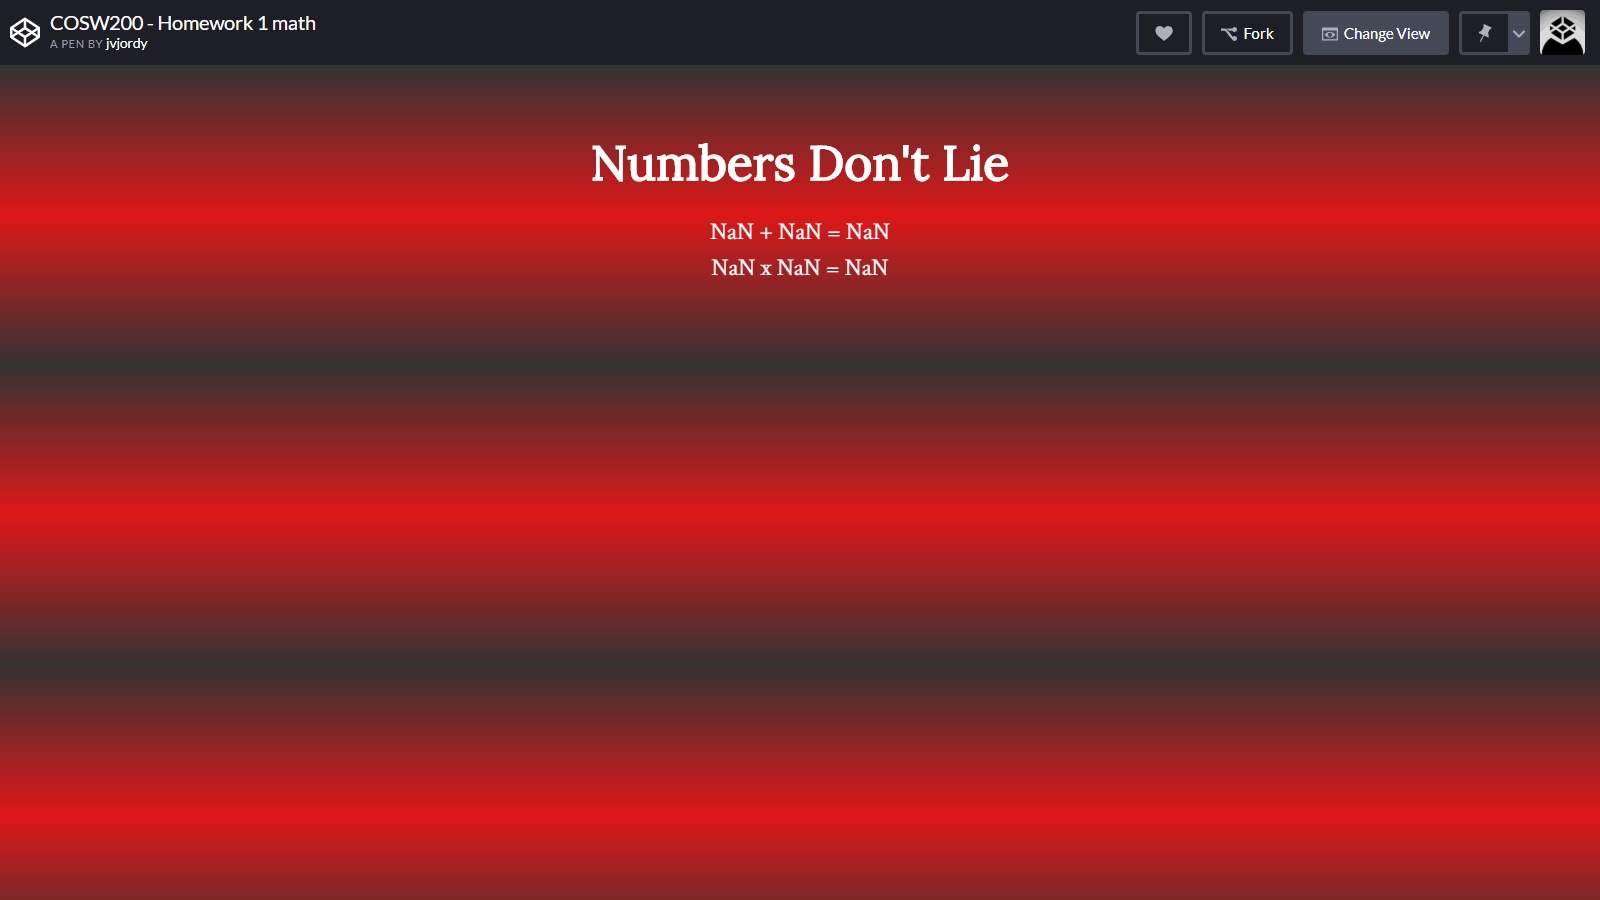 COSW200 - Homework 1 math
A PEN BY jvjordy
Fork
Change View
Numbers Don't Lie
NaN + NaN = NaN
NaN x NaN = NaN